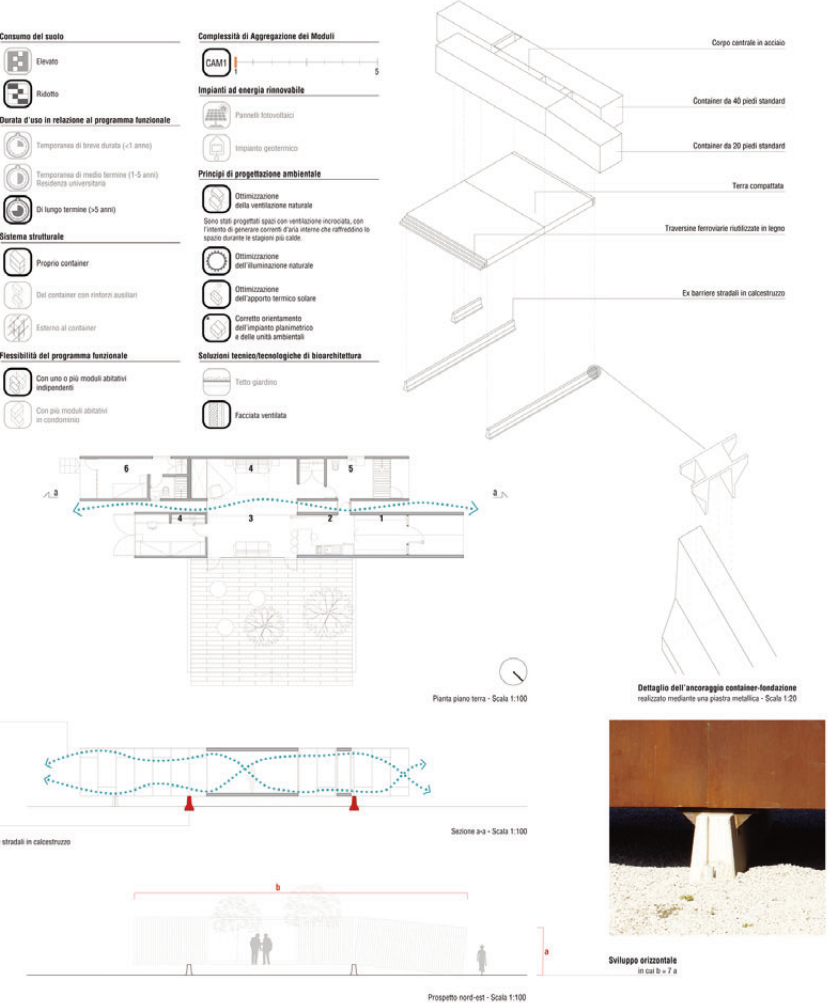 Consumo del suolo
Elevato
Ridotto
Durata d'uso in relazione al programma funzionale
Temporanea di breve durata (<1 anno)
Temporanea di medio termine (1-5 anni)
Residenza universitaria
Di lungo termine (>5 anni)
Sistema strutturale
Proprio container
Del container con rinforzi ausiliari
Esterno al container
Flessibilità del programma funzionale
Con uno o più moduli abitativi
indipendenti
Con più moduli abitativi
in condominio
Complessità di Aggregazione dei Moduli
CAM1
1
5
Impianti ad energia rinnovabile
Pannelli fotovoltaici
Impianto geotermico
Principi di progettazione ambientale
Ottimizzazione
della ventilazione naturale
Sono stati progettati spazi con ventilazione incrociata, con
l'intento di generare correnti d'aria interne che raffreddino lo
spazio durante le stagioni più calde.
Ottimizzazione
dell'illuminazione naturale
Ottimizzazione
dell'apporto termico solare
Corretto orientamento
dell'impianto planimetrico
e delle unità ambientali
Soluzioni tecnico/tecnologiche di bioarchitettura
Tetto giardino
Facciata ventilata
Corpo centrale in acciaio
Container da 40 piedi standard
Container da 20 piedi standard
Terra compattata
Traversine ferroviarie riutilizzate in legno
Ex barriere stradali in calcestruzzo
6
4
5
a
a
4
3
2
1
Pianta piano terra - Scala 1:100
Dettaglio dell'ancoraggio container-fondazione
realizzato mediante una piastra metallica - Scala 1:20
Sezione a-a - Scala 1:100
stradali in calcestruzzo
b
a
Sviluppo orizzontale
in cui b = 7 a
Prospetto nord-est - Scala 1:100